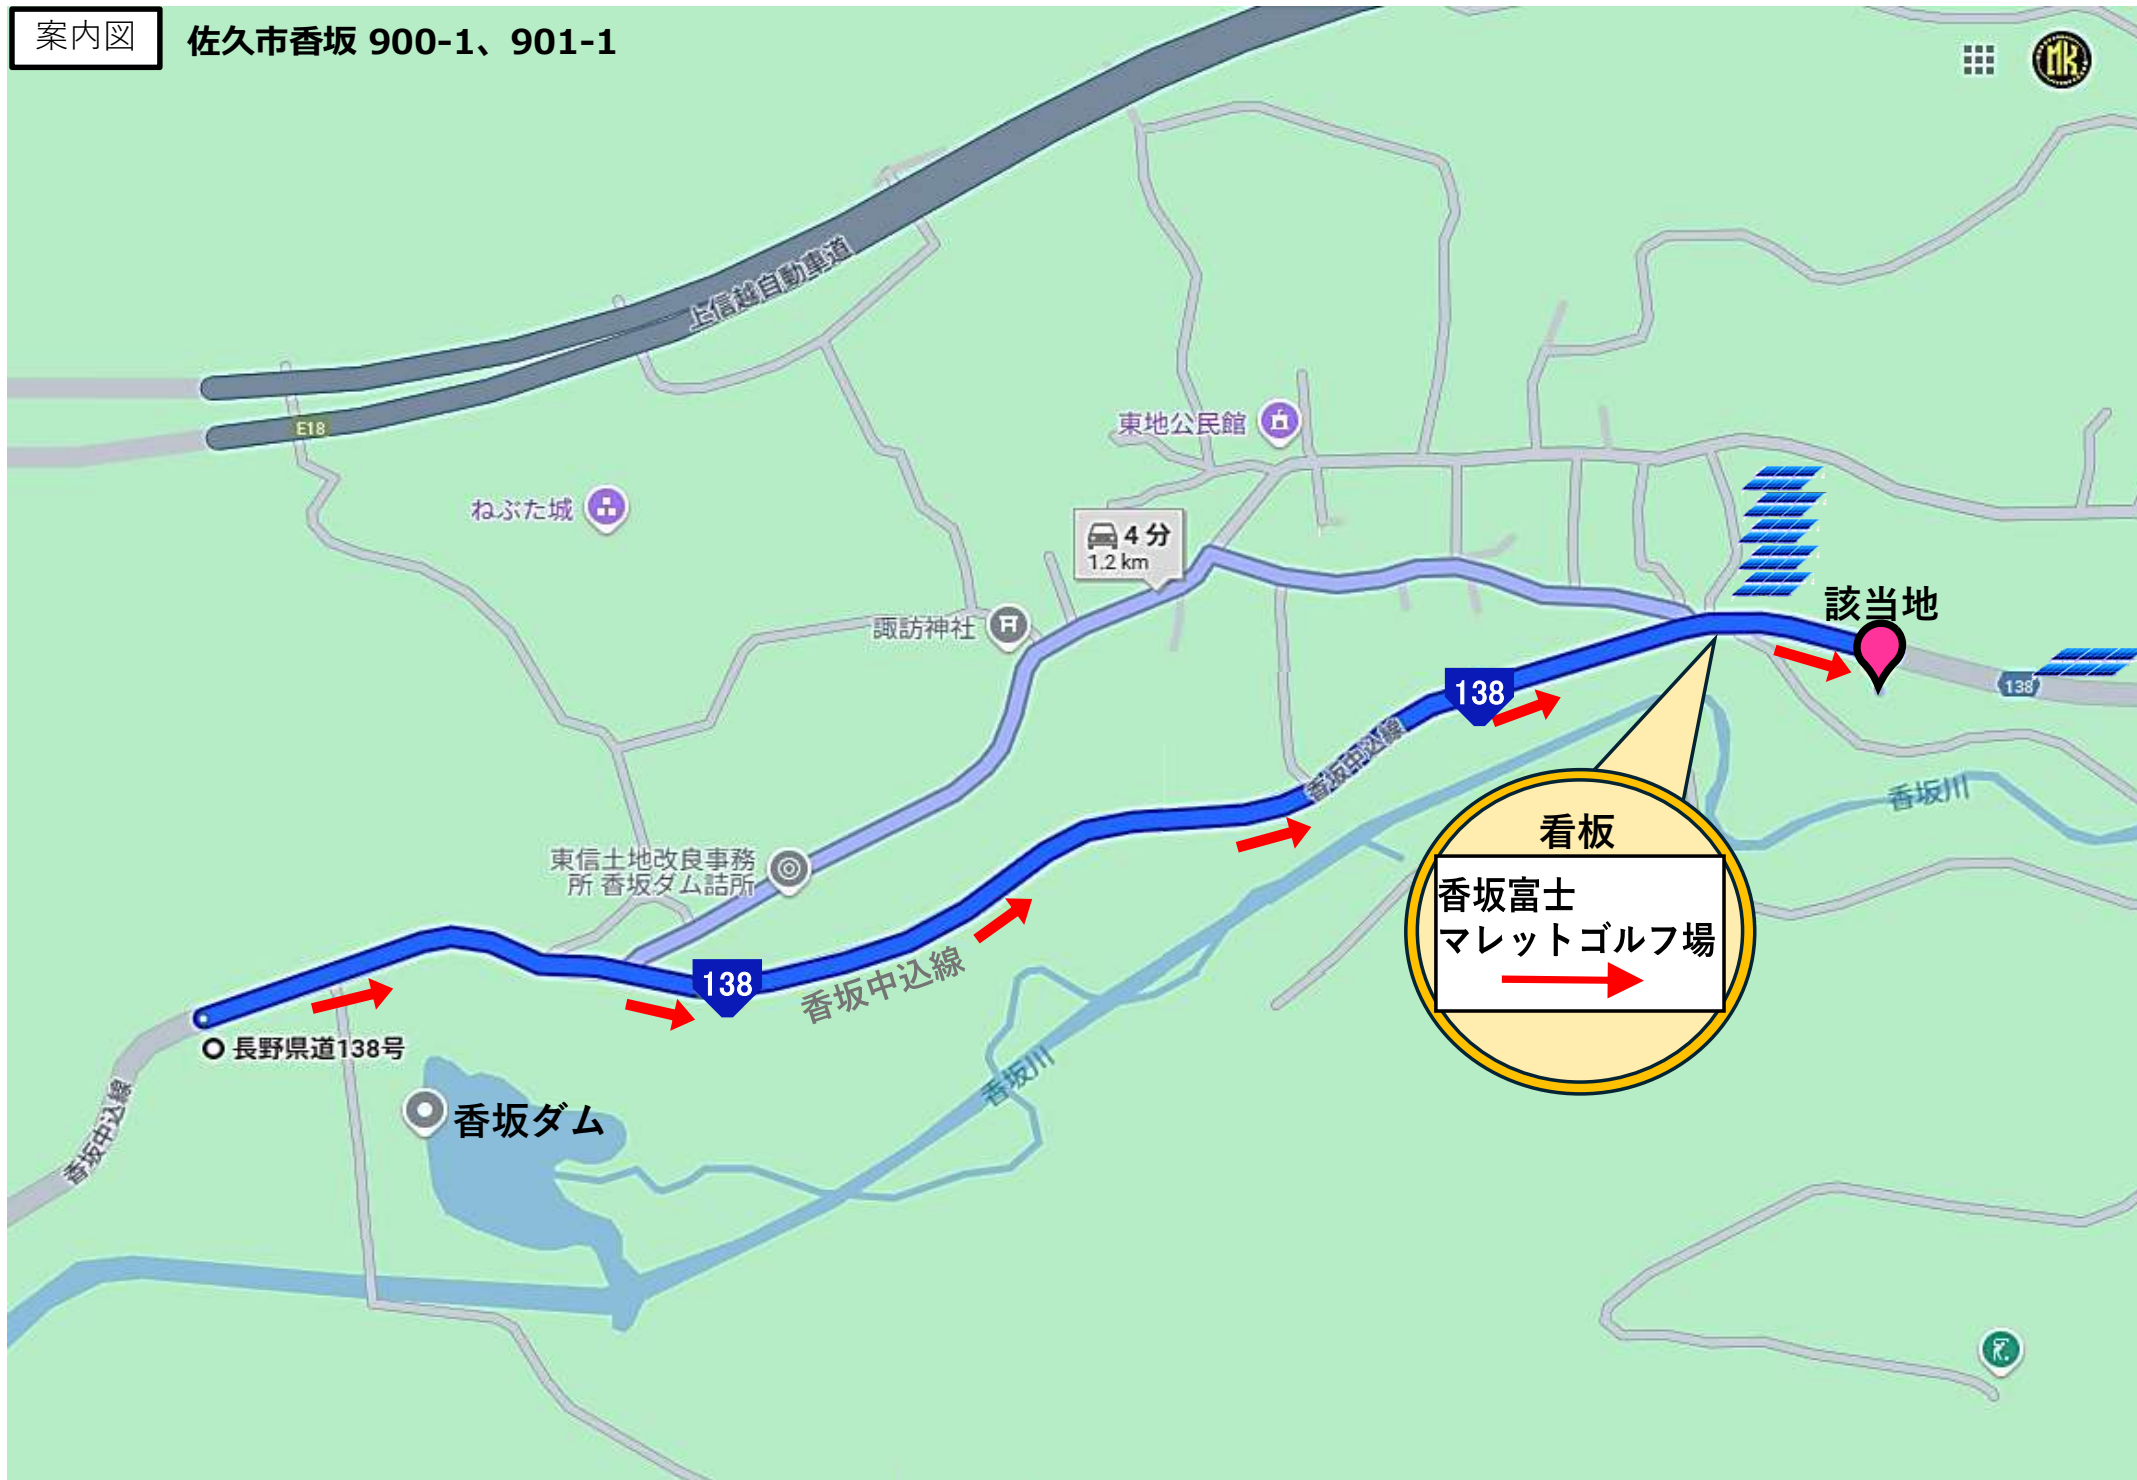 案内図
佐久市香坂 900-1、901-1
MK
上信越自動車道
E18
東地公民館
ねぶた城
4 分
1.2 km
諏訪神社
該当地
138
138
香坂中込線
香坂川
看板
香坂富士
マレットゴルフ場
東信土地改良事務
所 香坂ダム詰所
138
香坂中込線
長野県道138号
香坂川
香坂ダム
香坂中込線